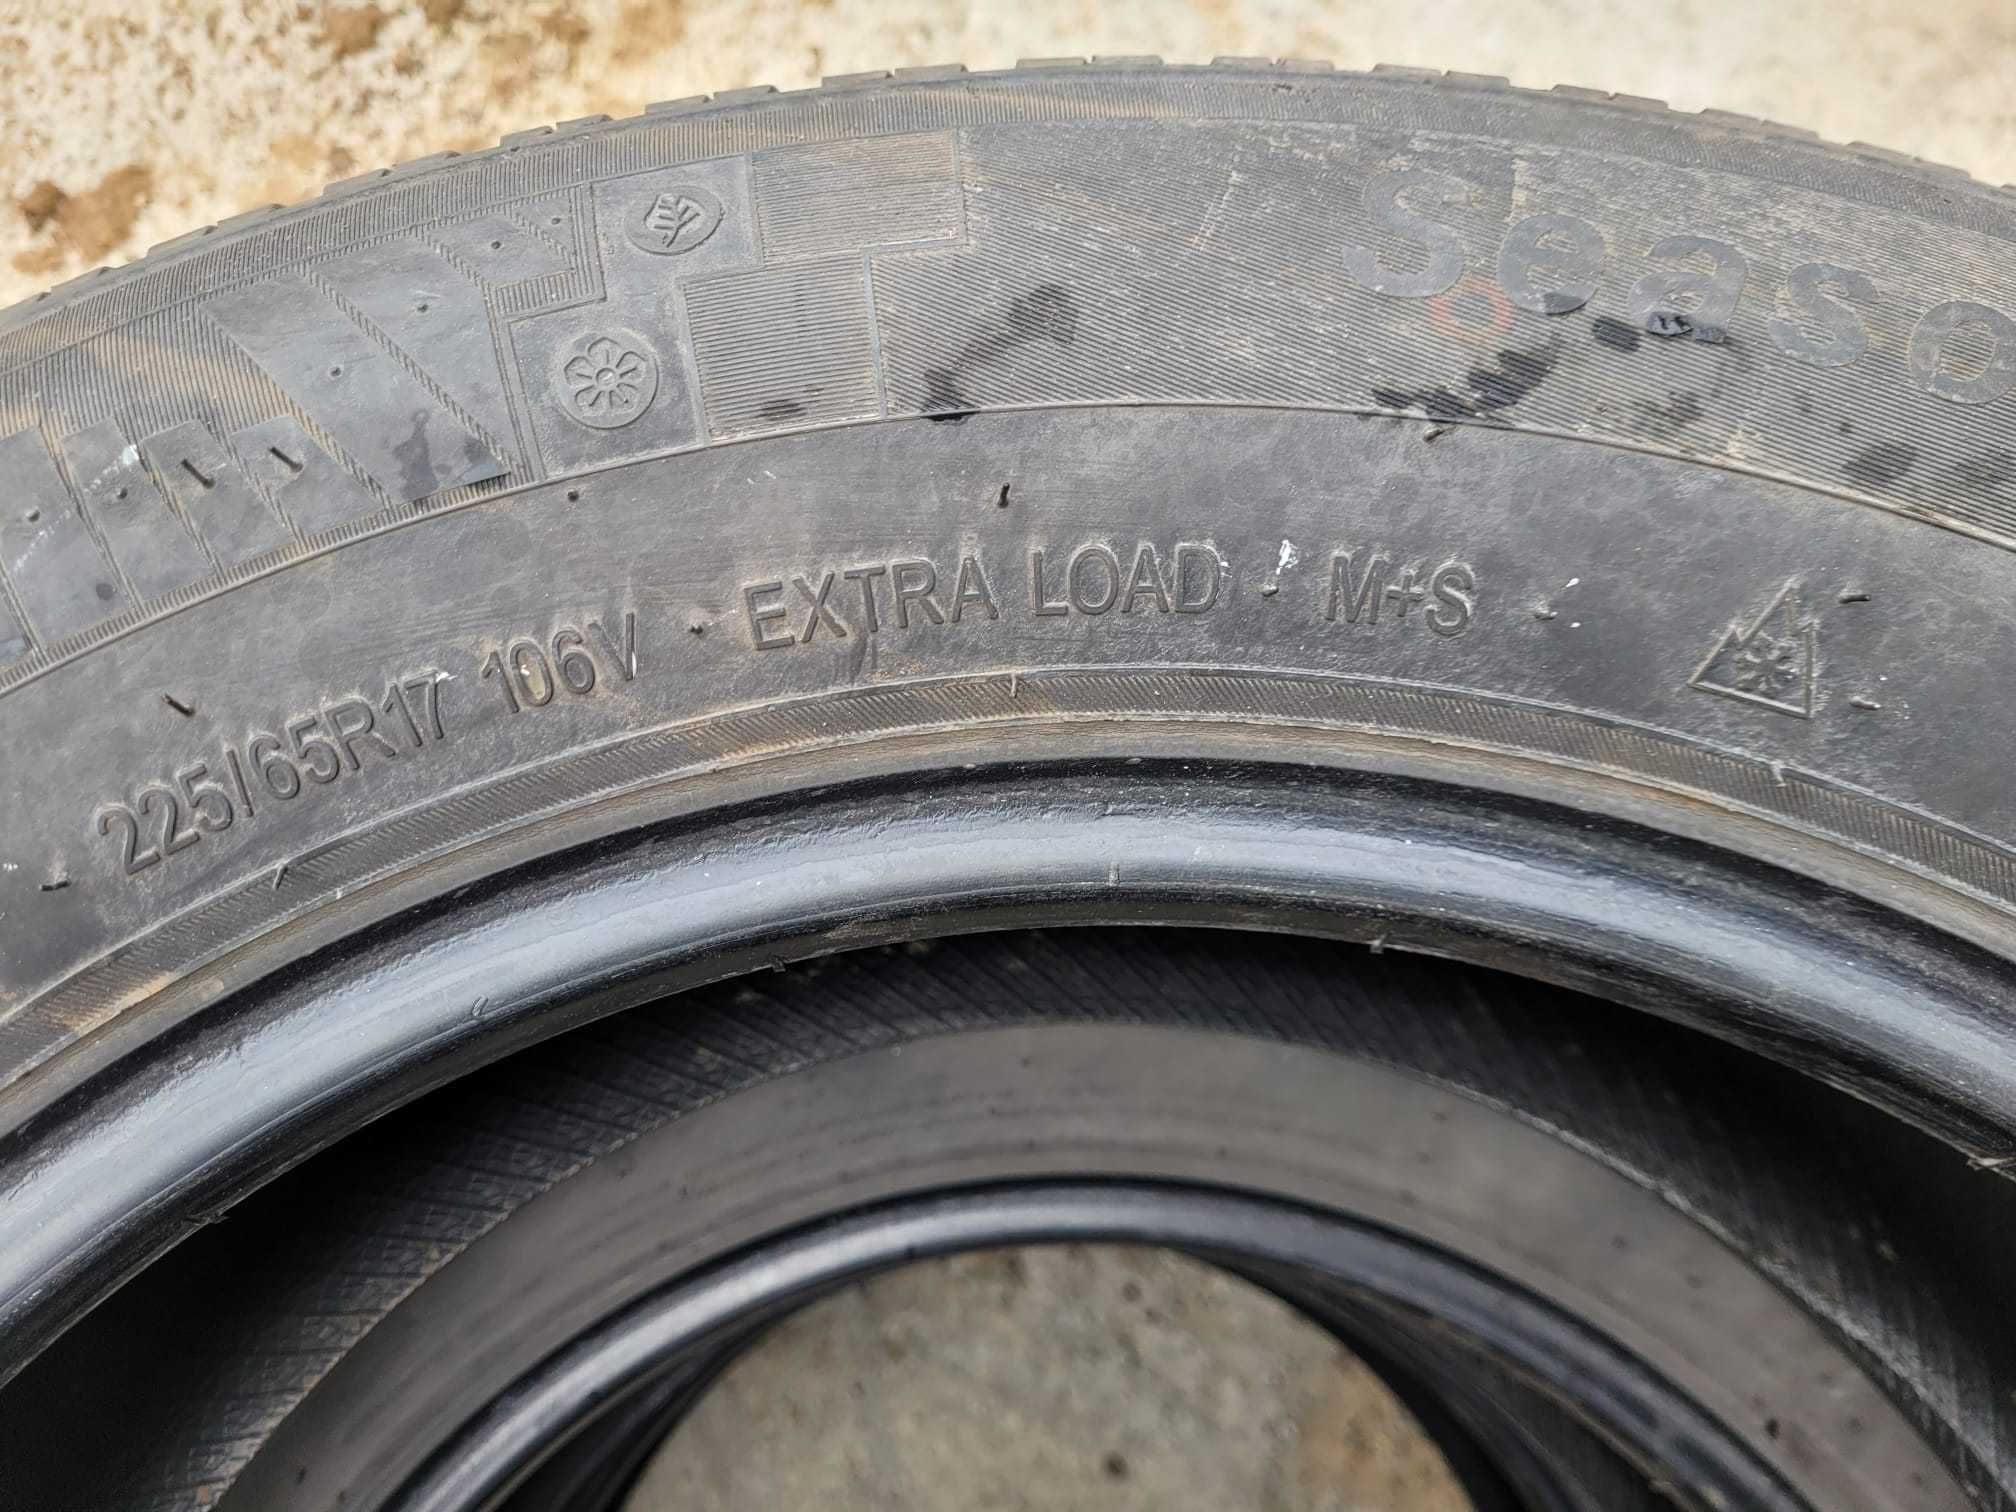 Seaso
225/65R17 106V · EXTRA LOAD · M+S ·